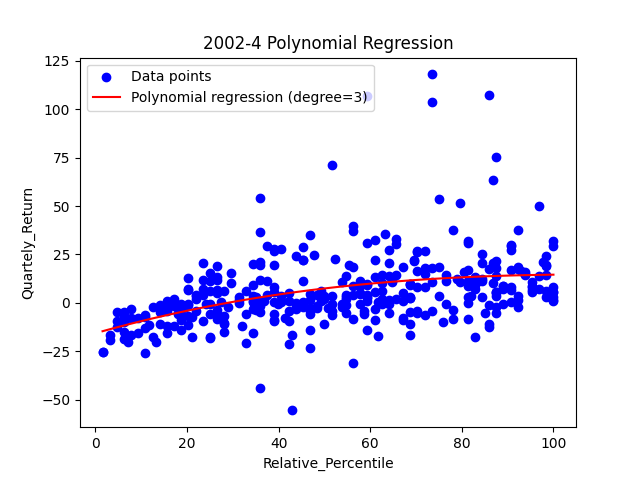 2002-4 Polynomial Regression
Data points
Polynomial regression (degree=3)
Quartely_Return
125
100
75
50
25
0
−25
−50
0
20
40
60
80
100
Relative_Percentile